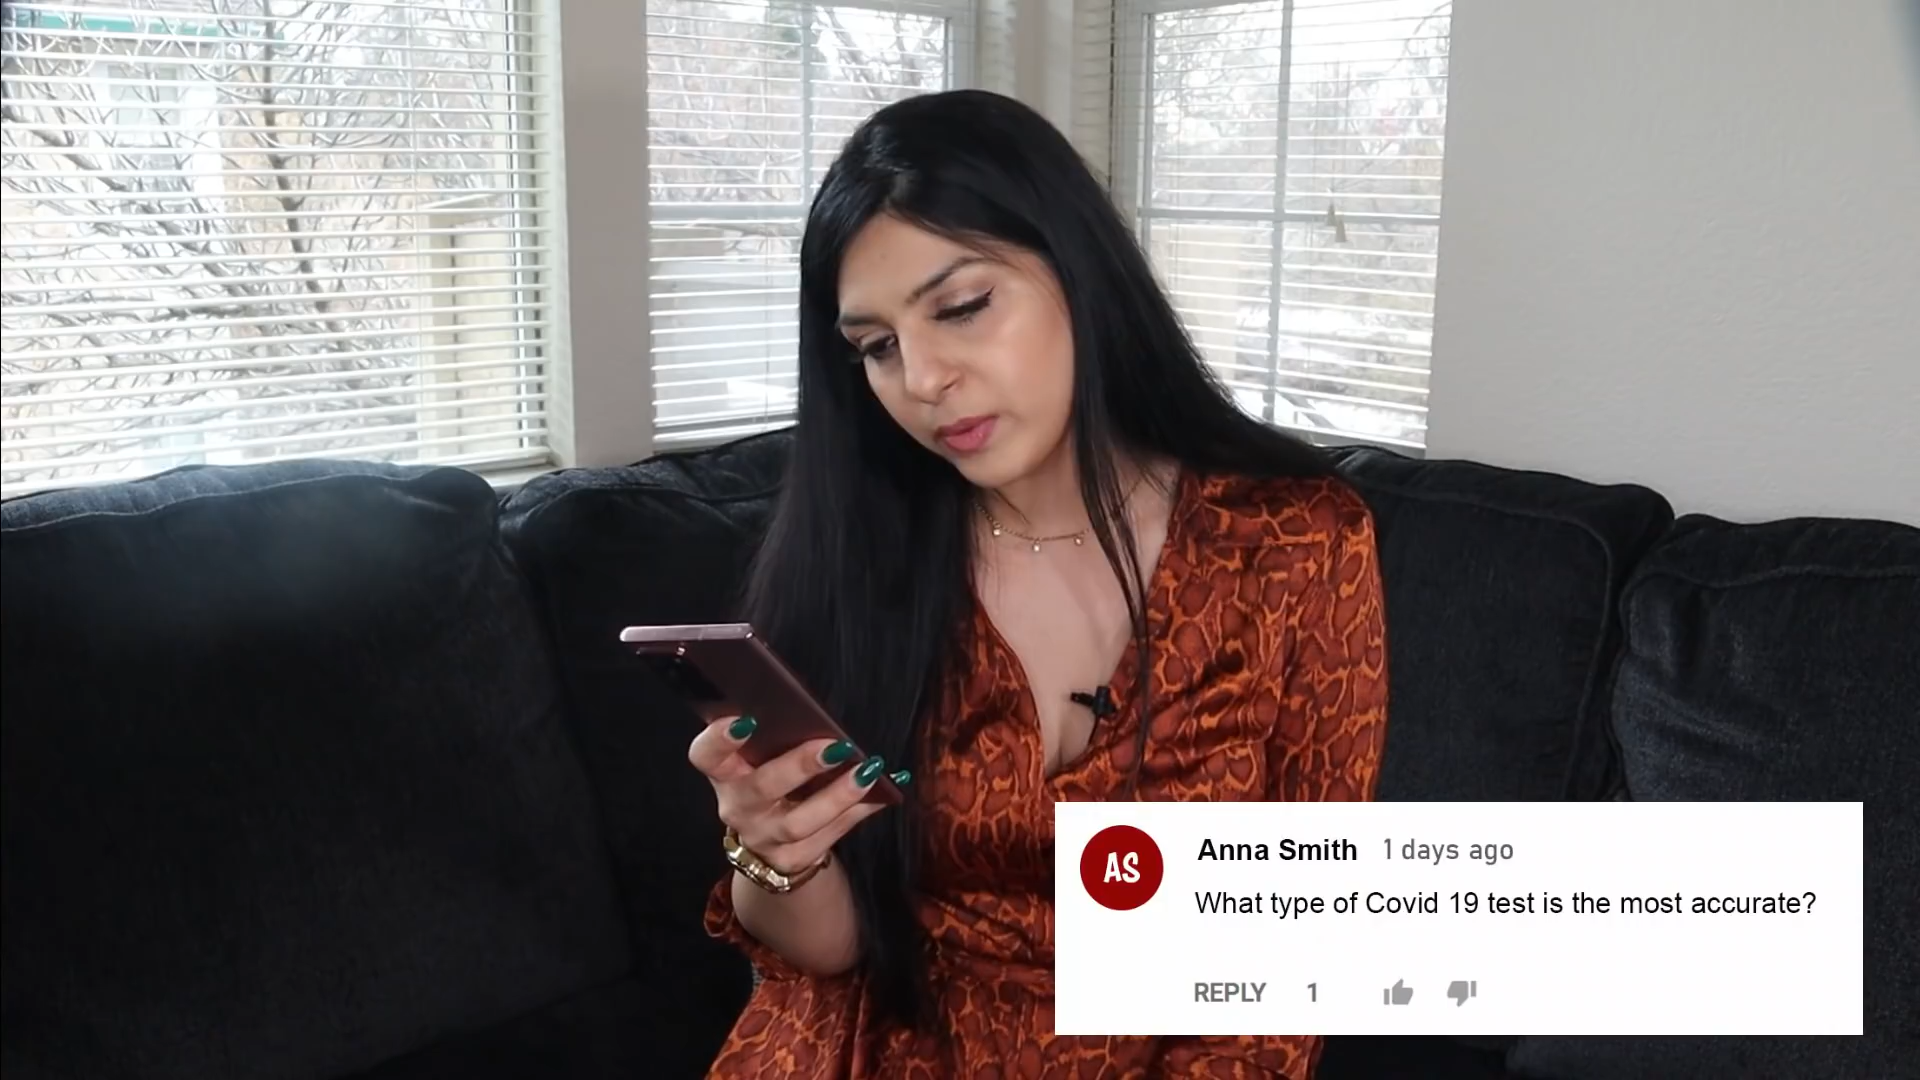 AS
Anna Smith 1 days ago
What type of Covid 19 test is the most accurate?
REPLY 1